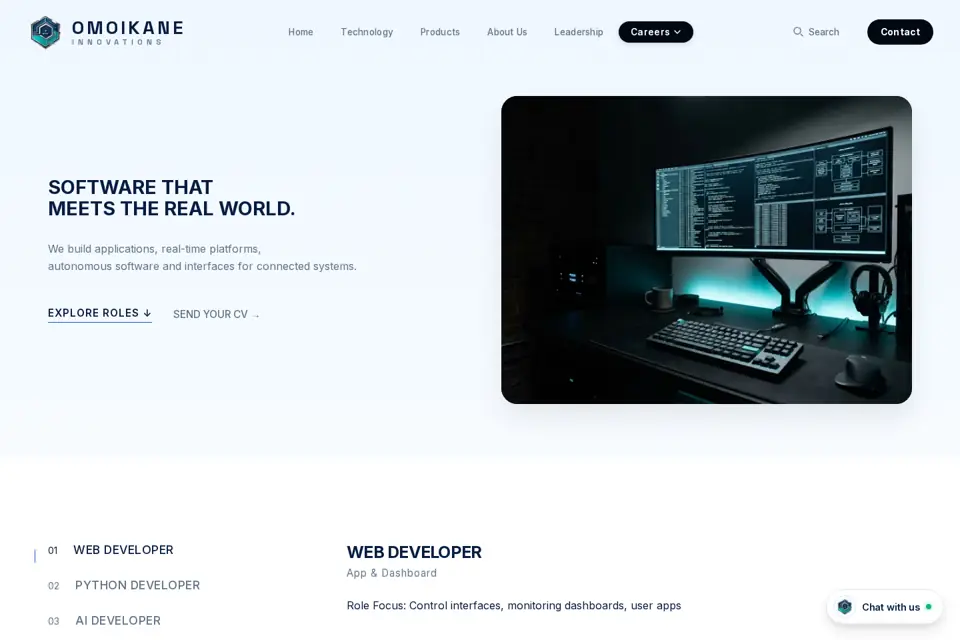 OMOIKANE
INNOVATIONS
Home
Technology
Products
About Us
Leadership
Careers
Search
Contact
SOFTWARE THAT
MEETS THE REAL WORLD.
We build applications, real-time platforms,
autonomous software and interfaces for connected systems.
EXPLORE ROLES ↓
SEND YOUR CV →
01 WEB DEVELOPER
02 PYTHON DEVELOPER
03 AI DEVELOPER
WEB DEVELOPER
App & Dashboard
Role Focus: Control interfaces, monitoring dashboards, user apps
Chat with us